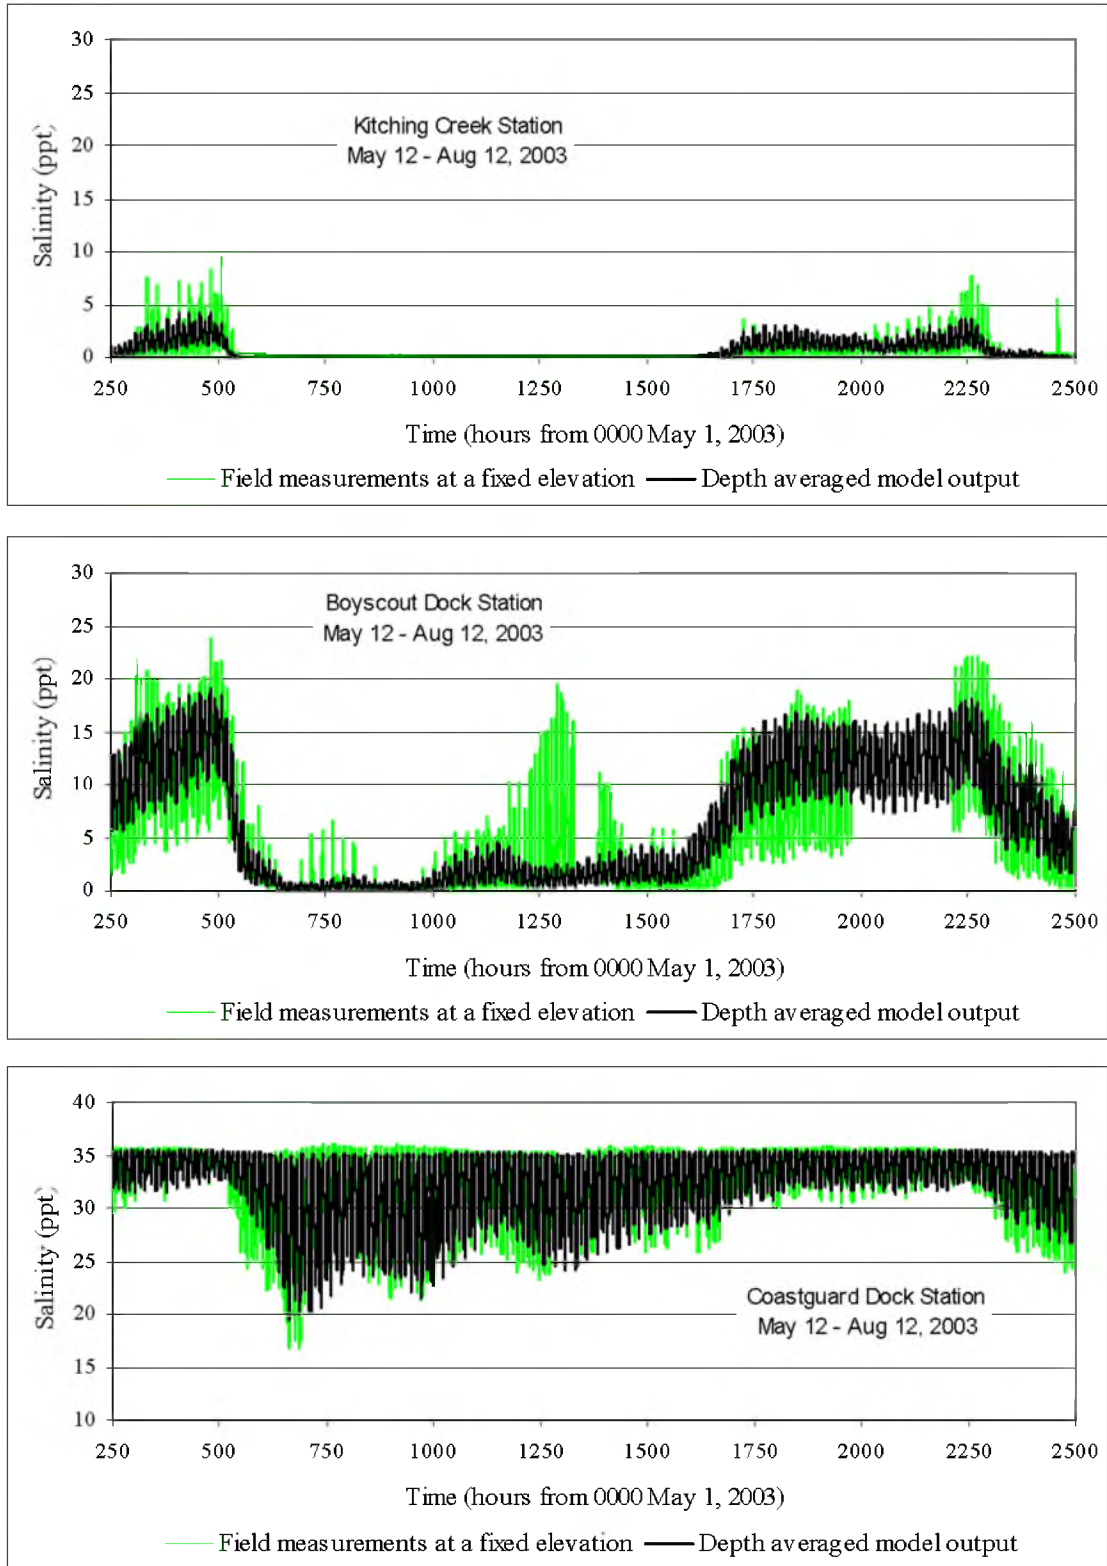 30
25
20
15
10
5
0
Salinity (ppt)
Kitching Creek Station
May 12 - Aug 12, 2003
250 500 750 1000 1250 1500 1750 2000 2250 2500
Time (hours from 0000 May 1, 2003)
Field measurements at a fixed elevation Depth averaged model output
30
25
20
15
10
5
0
Salinity (ppt)
Boyscout Dock Station
May 12 - Aug 12, 2003
250 500 750 1000 1250 1500 1750 2000 2250 2500
Time (hours from 0000 May 1, 2003)
Field measurements at a fixed elevation Depth averaged model output
40
35
30
25
20
15
10
Salinity (ppt)
Coastguard Dock Station
May 12 - Aug 12, 2003
250 500 750 1000 1250 1500 1750 2000 2250 2500
Time (hours from 0000 May 1, 2003)
Field measurements at a fixed elevation Depth averaged model output